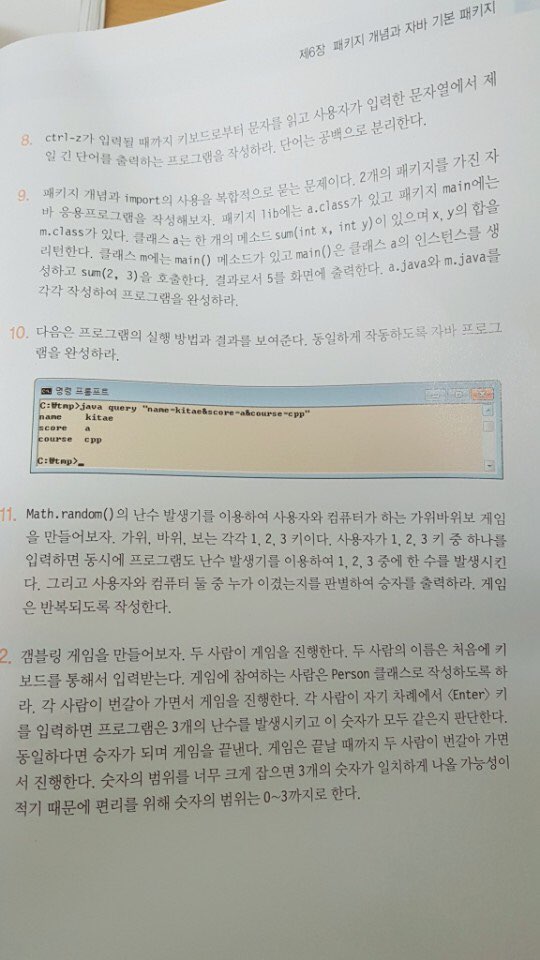 제6장 패키지 개념과 자바 기본 패키지
8. ctrl-z가 입력될 때까지 키보드로부터 문자를 읽고 사용자가 입력한 문자열에서 제
일 긴 단어를 출력하는 프로그램을 작성하라. 단어는 공백으로 분리한다.
9. 패키지 개념과 import의 사용을 복합적으로 묻는 문제이다. 2개의 패키지를 가진 자
바 응용프로그램을 작성해보자. 패키지 lib에는 a.class가 있고 패키지 main에는
m.class가 있다. 클래스 a는 한 개의 메소드 sum(int x, int y)이 있으며 x, y의 합을
리턴한다. 클래스 m에는 main() 메소드가 있고 main()은 클래스 a의 인스턴스를 생
성하고 sum(2, 3)을 호출한다. 결과로서 5를 화면에 출력한다. a.java와 m.java를
각각 작성하여 프로그램을 완성하라.
10. 다음은 프로그램의 실행 방법과 결과를 보여준다. 동일하게 작동하도록 자바 프로그
램을 완성하라.
명령 프롬프트
C:₩tmp>java query "name=kitae&score=a&course=cpp"
name kitae
score a
course cpp
C:₩tmp>_
11. Math.random()의 난수 발생기를 이용하여 사용자와 컴퓨터가 하는 가위바위보 게임
을 만들어보자. 가위, 바위, 보는 각각 1, 2, 3 키이다. 사용자가 1, 2, 3 키 중 하나를
입력하면 동시에 프로그램도 난수 발생기를 이용하여 1, 2, 3 중에 한 수를 발생시킨
다. 그리고 사용자와 컴퓨터 둘 중 누가 이겼는지를 판별하여 승자를 출력하라. 게임
은 반복되도록 작성한다.
2. 갬블링 게임을 만들어보자. 두 사람이 게임을 진행한다. 두 사람의 이름은 처음에 키
보드를 통해서 입력받는다. 게임에 참여하는 사람은 Person 클래스로 작성하도록 하
라. 각 사람이 번갈아 가면서 게임을 진행한다. 각 사람이 자기 차례에서 <Enter> 키
를 입력하면 프로그램은 3개의 난수를 발생시키고 이 숫자가 모두 같은지 판단한다.
동일하다면 승자가 되며 게임을 끝낸다. 게임은 끝날 때까지 두 사람이 번갈아 가면
서 진행한다. 숫자의 범위를 너무 크게 잡으면 3개의 숫자가 일치하게 나올 가능성이
적기 때문에 편리를 위해 숫자의 범위는 0~3까지로 한다.